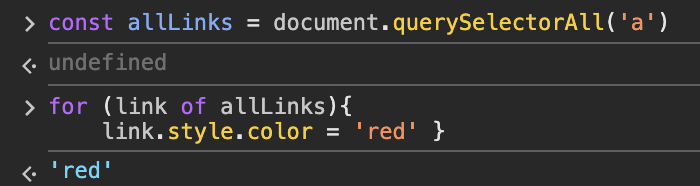 > const allLinks = document.querySelectorAll('a')
undefined
> for (link of allLinks){
link.style.color = 'red' }
'red'